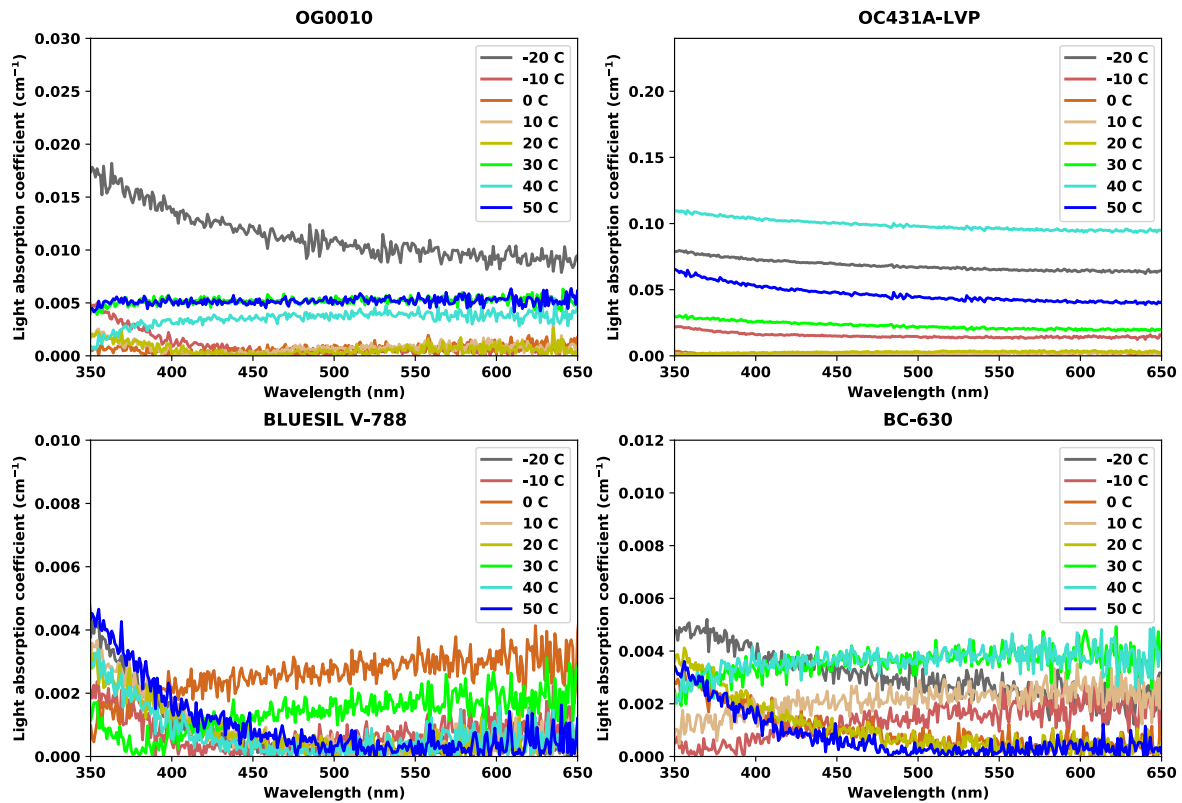 OG0010
Light absorption coefficient (cm⁻¹)
0.030
0.025
0.020
0.015
0.010
0.005
0.000
350 400 450 500 550 600 650
Wavelength (nm)
-20 C
-10 C
0 C
10 C
20 C
30 C
40 C
50 C
OC431A-LVP
Light absorption coefficient (cm⁻¹)
0.20
0.15
0.10
0.05
0.00
350 400 450 500 550 600 650
Wavelength (nm)
-20 C
-10 C
0 C
10 C
20 C
30 C
40 C
50 C
BLUESIL V-788
Light absorption coefficient (cm⁻¹)
0.010
0.008
0.006
0.004
0.002
0.000
350 400 450 500 550 600 650
Wavelength (nm)
-20 C
-10 C
0 C
10 C
20 C
30 C
40 C
50 C
BC-630
Light absorption coefficient (cm⁻¹)
0.012
0.010
0.008
0.006
0.004
0.002
0.000
350 400 450 500 550 600 650
Wavelength (nm)
-20 C
-10 C
0 C
10 C
20 C
30 C
40 C
50 C